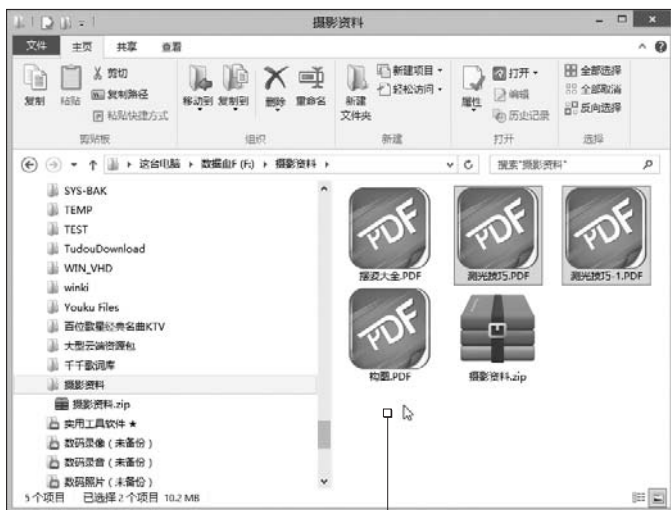 摄影资料
文件 主页 共享 查看
复制 粘贴 剪切 复制路径 粘贴快捷方式 移动到 复制到 删除 重命名 新建文件夹 新建项目 轻松访问 属性 打开 编辑 历史记录 全部选择 全部取消 反向选择
剪贴板 组织 新建 打开 选择
这台电脑 数据曲F (F:) 摄影资料 搜索"摄影资料"
SYS-BAK
TEMP
TEST
TudouDownload
WIN_VHD
winki
Youku Files
百位歌星经典名曲KTV
大型云端资源包
千千歌词库
摄影资料
摄影资料.zip
实用工具软件 ★
数码录像（未备份）
数码录音（未备份）
数码照片（未备份）
PDF PDF PDF
摆姿大全.PDF 测光技巧.PDF 测光技巧-1.PDF
PDF
构图.PDF 摄影资料.zip
5个项目 已选择2个项目 10.2 MB